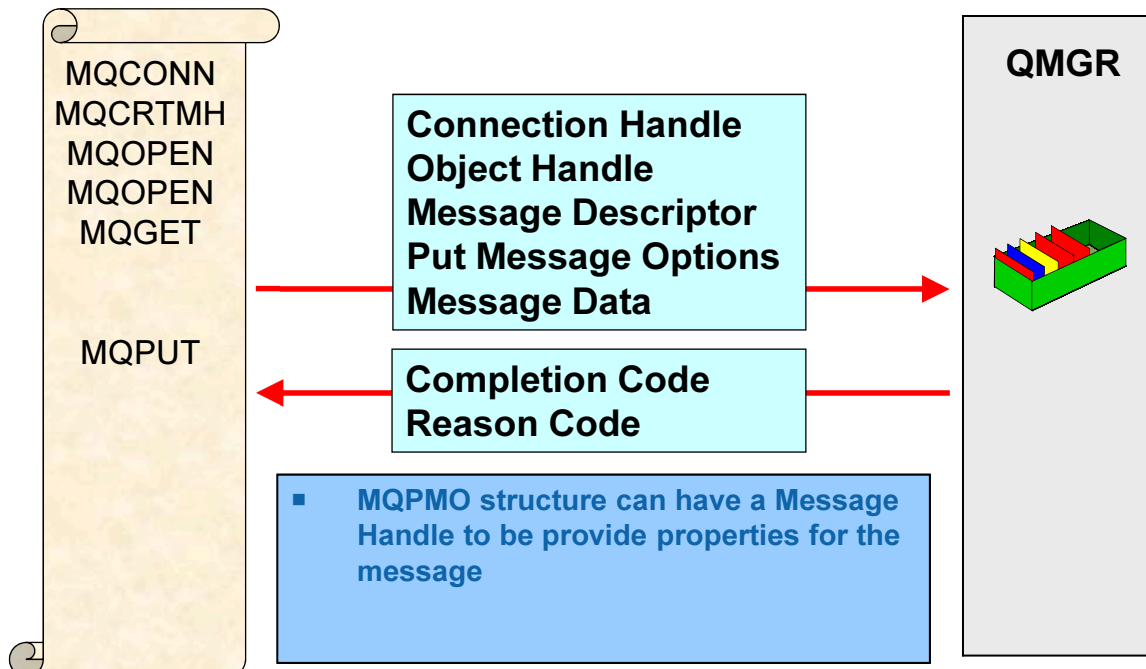 MQCONN
MQCRTMH
MQOPEN
MQOPEN
MQGET
MQPUT
Connection Handle
Object Handle
Message Descriptor
Put Message Options
Message Data
Completion Code
Reason Code
▪ MQPMO structure can have a Message
Handle to be provide properties for the
message
QMGR